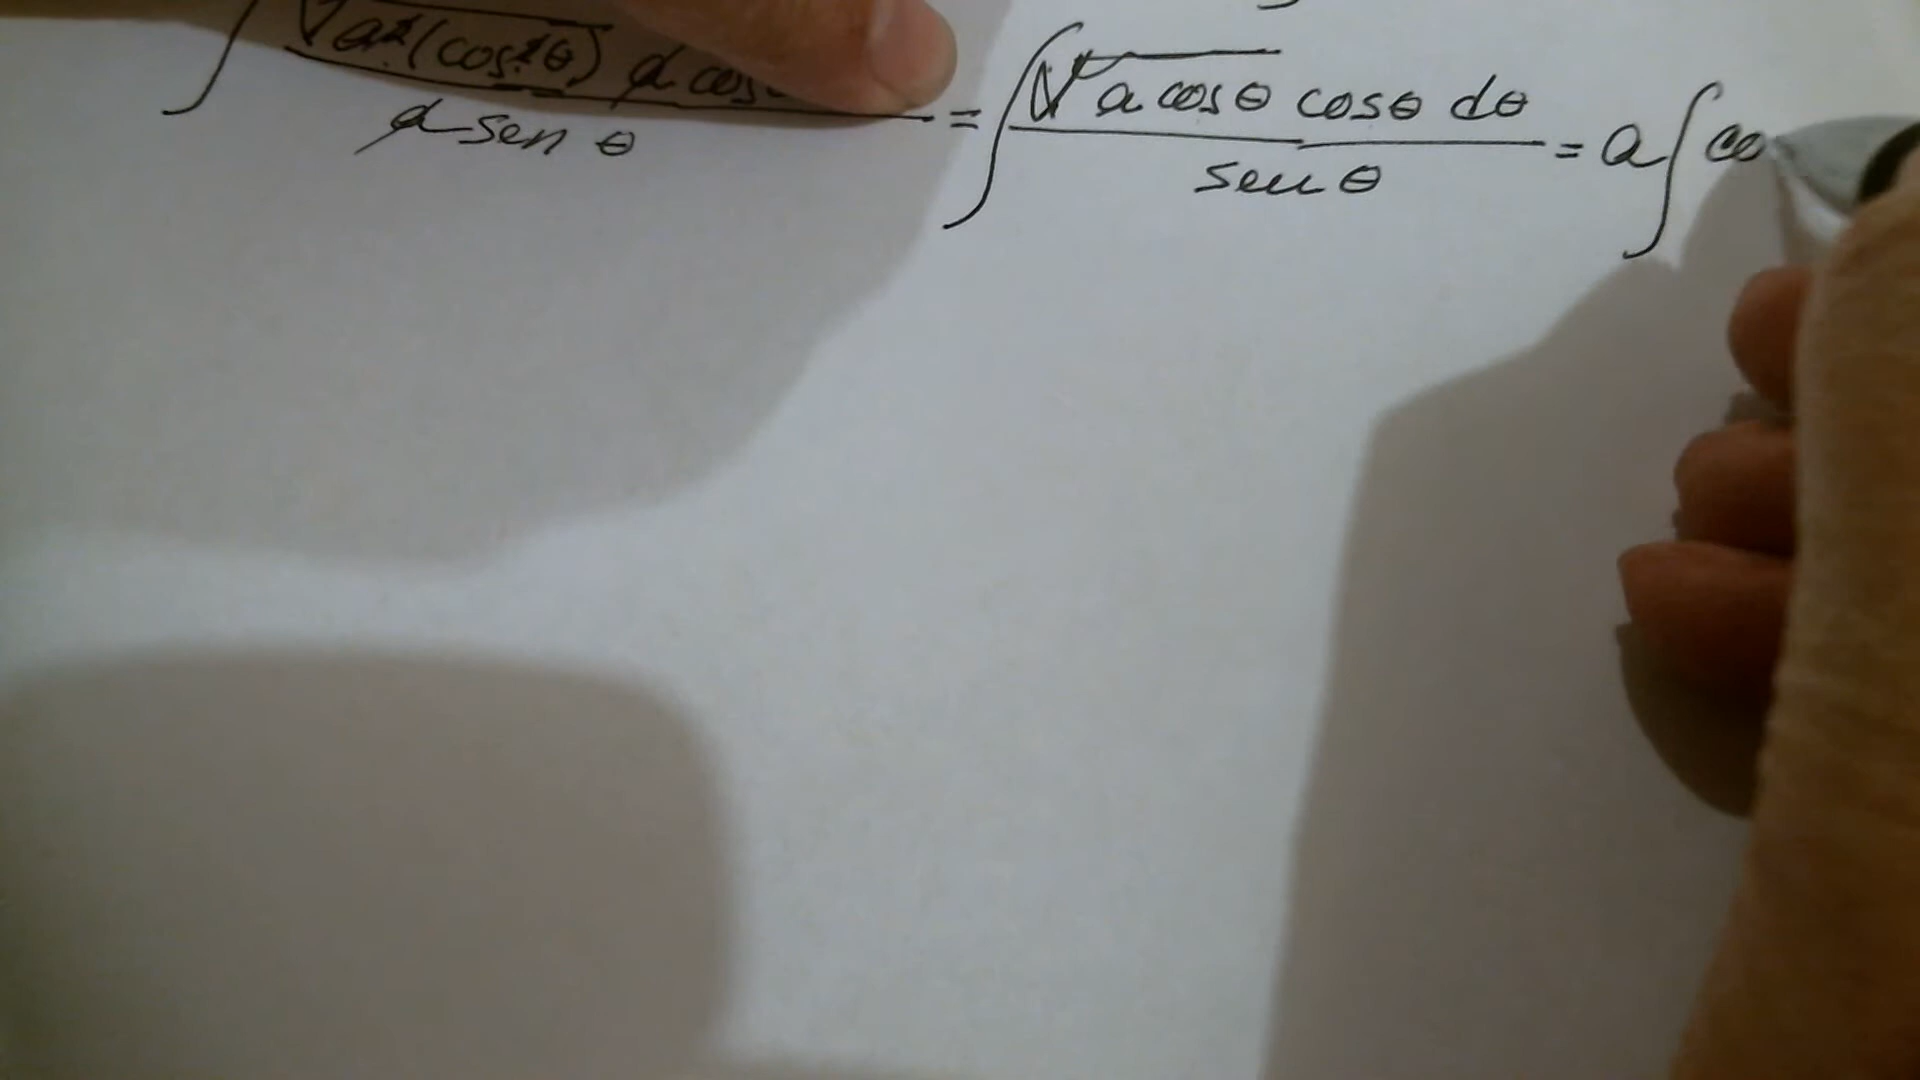 ∫ √a²(cos²θ) a cos / a sen θ = ∫ √a cosθ cosθ dθ / sen θ = a ∫ co